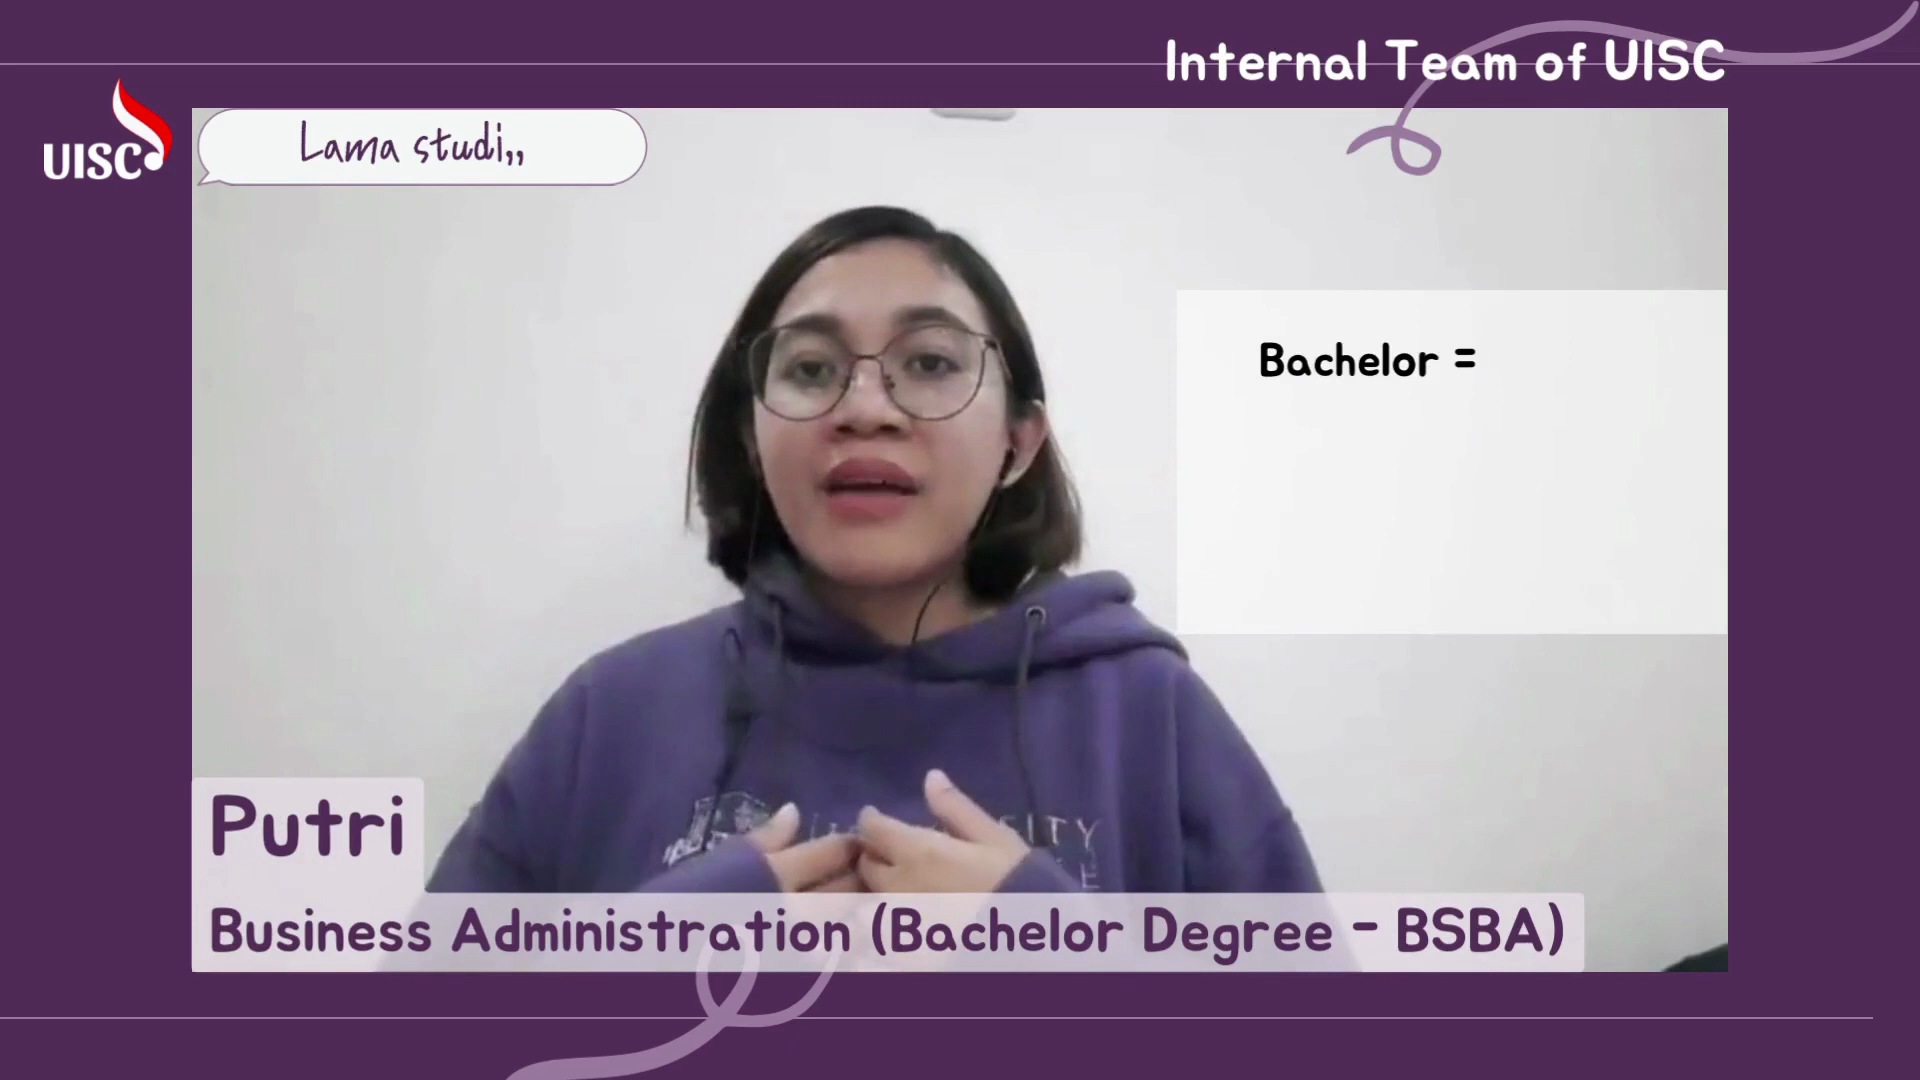 Internal Team of UISC
UISC
Lama studi,,
Bachelor =
Putri
Business Administration (Bachelor Degree - BSBA)